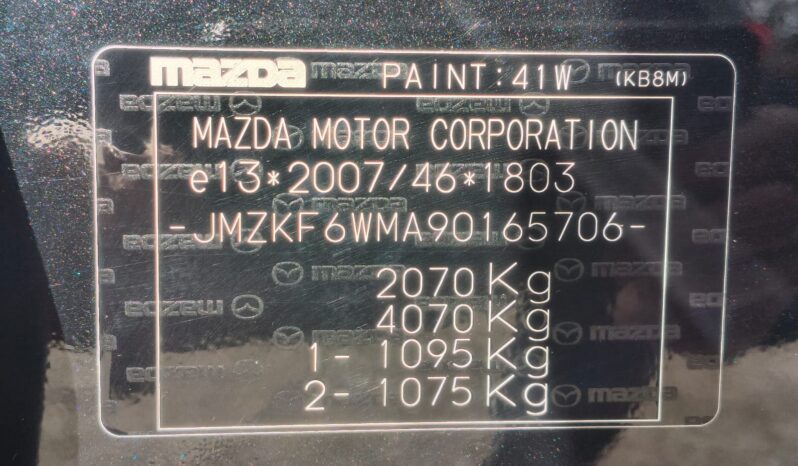 mazda PAINT: 41W (KB8M)
MAZDA MOTOR CORPORATION
e13*2007/46*1803
-JMZKF6WMA90165706-
2070 Kg
4070 Kg
1- 1095 Kg
2- 1075 Kg